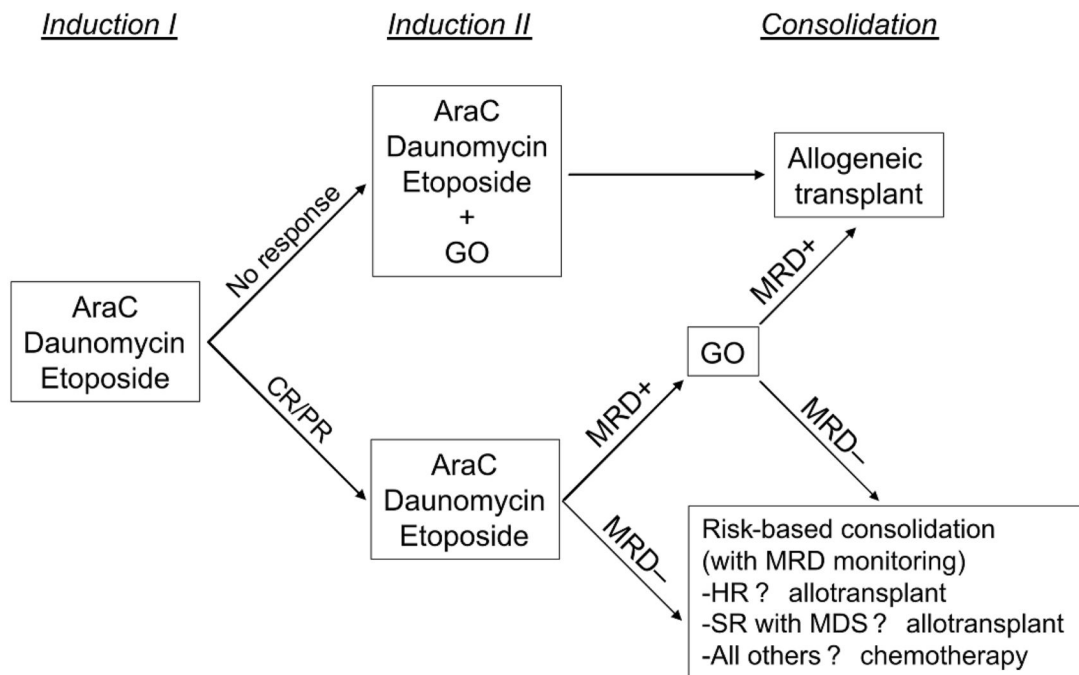 Induction I
Induction II
Consolidation
AraC
Daunomycin
Etoposide
No response
CR/PR
AraC
Daunomycin
Etoposide
+
GO
AraC
Daunomycin
Etoposide
MRD+
MRD–
GO
MRD+
MRD–
Allogeneic
transplant
Risk-based consolidation
(with MRD monitoring)
-HR ? allotransplant
-SR with MDS ? allotransplant
-All others ? chemotherapy